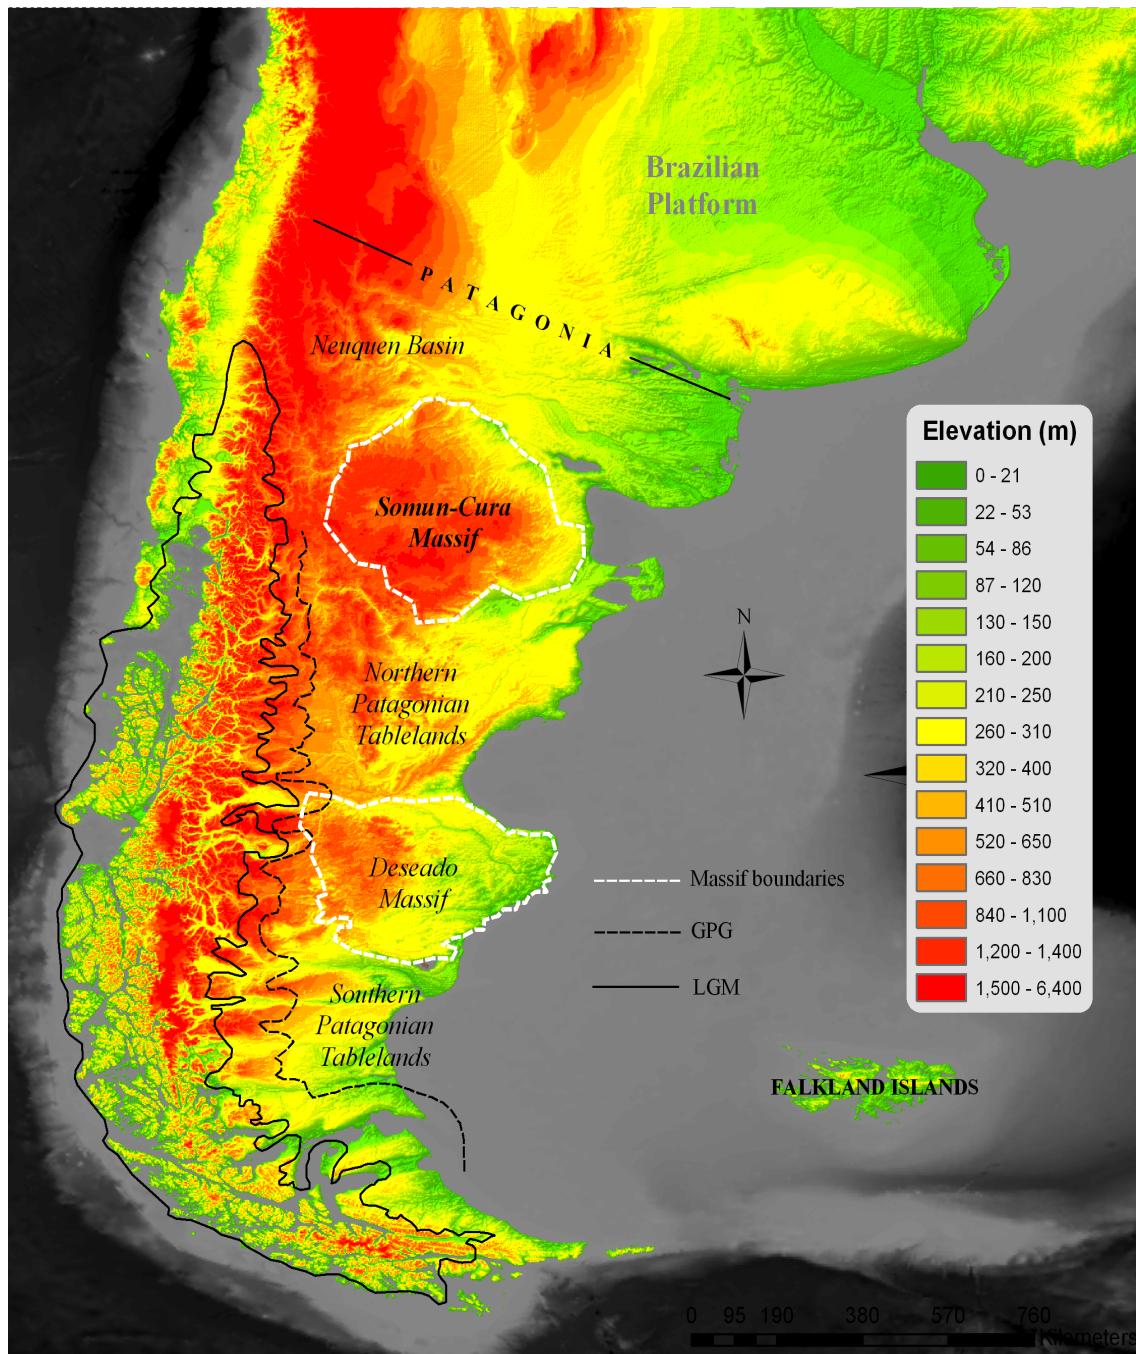 Brazilian
Platform
PATAGONIA
Neuquen Basin
Somun-Cura
Massif
Northern
Patagonian
Tablelands
Deseado
Massif
Southern
Patagonian
Tablelands
N
Elevation (m)
0 - 21
22 - 53
54 - 86
87 - 120
130 - 150
160 - 200
210 - 250
260 - 310
320 - 400
410 - 510
520 - 650
660 - 830
840 - 1,100
1,200 - 1,400
1,500 - 6,400
Massif boundaries
GPG
LGM
FALKLAND ISLANDS
0 95 190 380 570 760
Kilometers